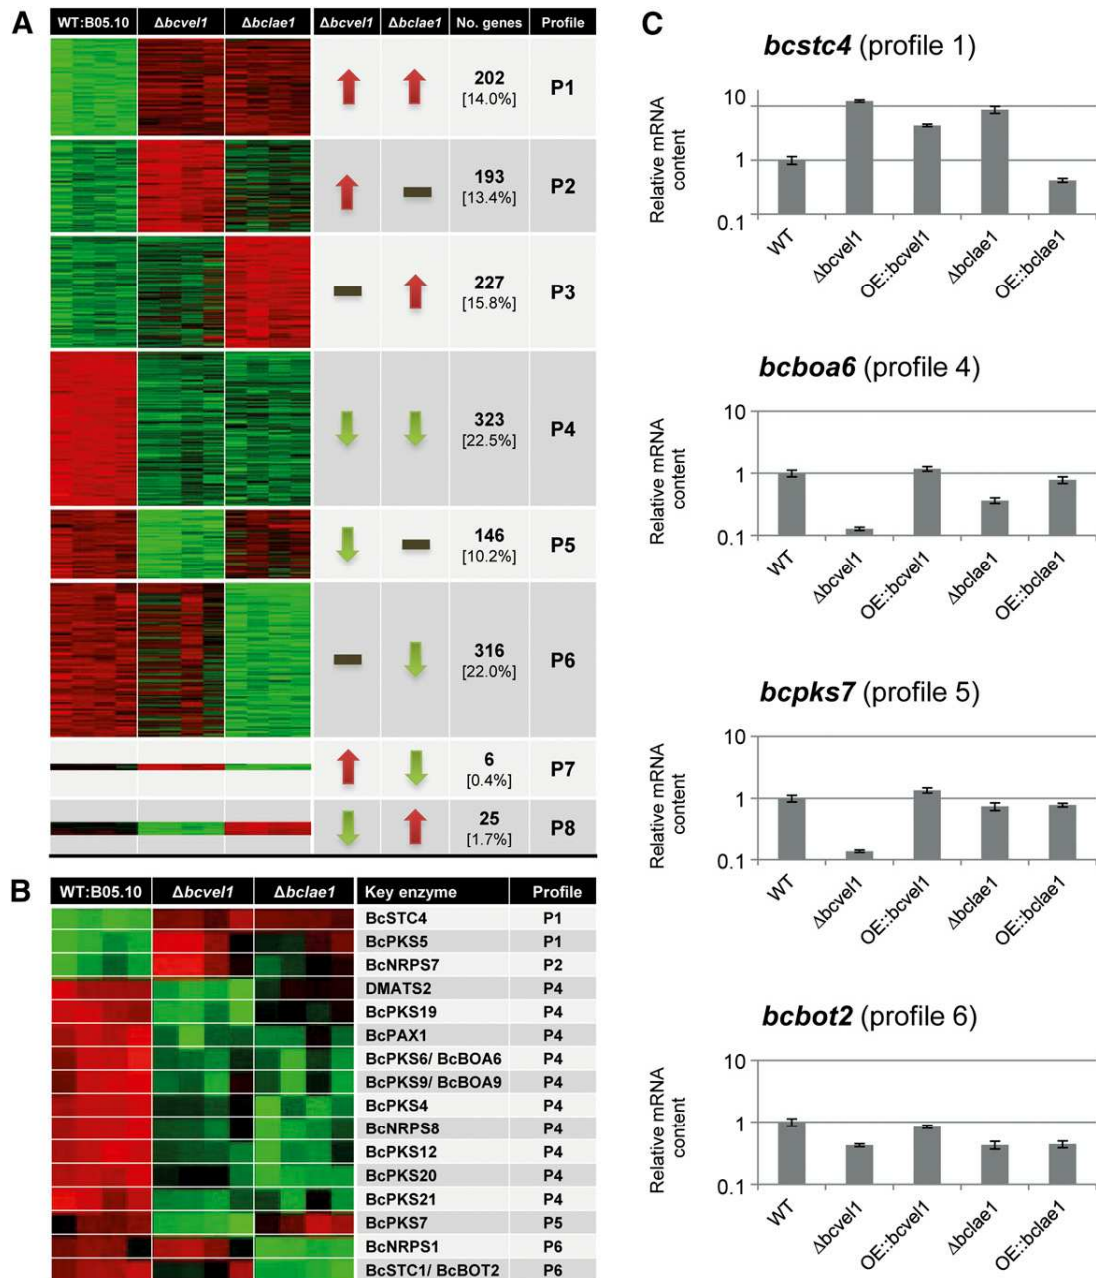 A
WT:B05.10 Δbcvel1 Δbclae1 Δbcvel1 Δbclae1 No. genes Profile
202
[14.0%]
P1
193
[13.4%]
P2
227
[15.8%]
P3
323
[22.5%]
P4
146
[10.2%]
P5
316
[22.0%]
P6
6
[0.4%]
P7
25
[1.7%]
P8
B
WT:B05.10 Δbcvel1 Δbclae1 Key enzyme Profile
BcSTC4 P1
BcPKS5 P1
BcNRPS7 P2
DMATS2 P4
BcPKS19 P4
BcPAX1 P4
BcPKS6/ BcBOA6 P4
BcPKS9/ BcBOA9 P4
BcPKS4 P4
BcNRPS8 P4
BcPKS12 P4
BcPKS20 P4
BcPKS21 P4
BcPKS7 P5
BcNRPS1 P6
BcSTC1/ BcBOT2 P6
C
bcstc4 (profile 1)
Relative mRNA
content
10
1
0.1
WT Δbcvel1 OE::bcvel1 Δbclae1 OE::bclae1
bcboa6 (profile 4)
Relative mRNA
content
10
1
0.1
WT Δbcvel1 OE::bcvel1 Δbclae1 OE::bclae1
bcpks7 (profile 5)
Relative mRNA
content
10
1
0.1
WT Δbcvel1 OE::bcvel1 Δbclae1 OE::bclae1
bcbot2 (profile 6)
Relative mRNA
content
10
1
0.1
WT Δbcvel1 OE::bcvel1 Δbclae1 OE::bclae1